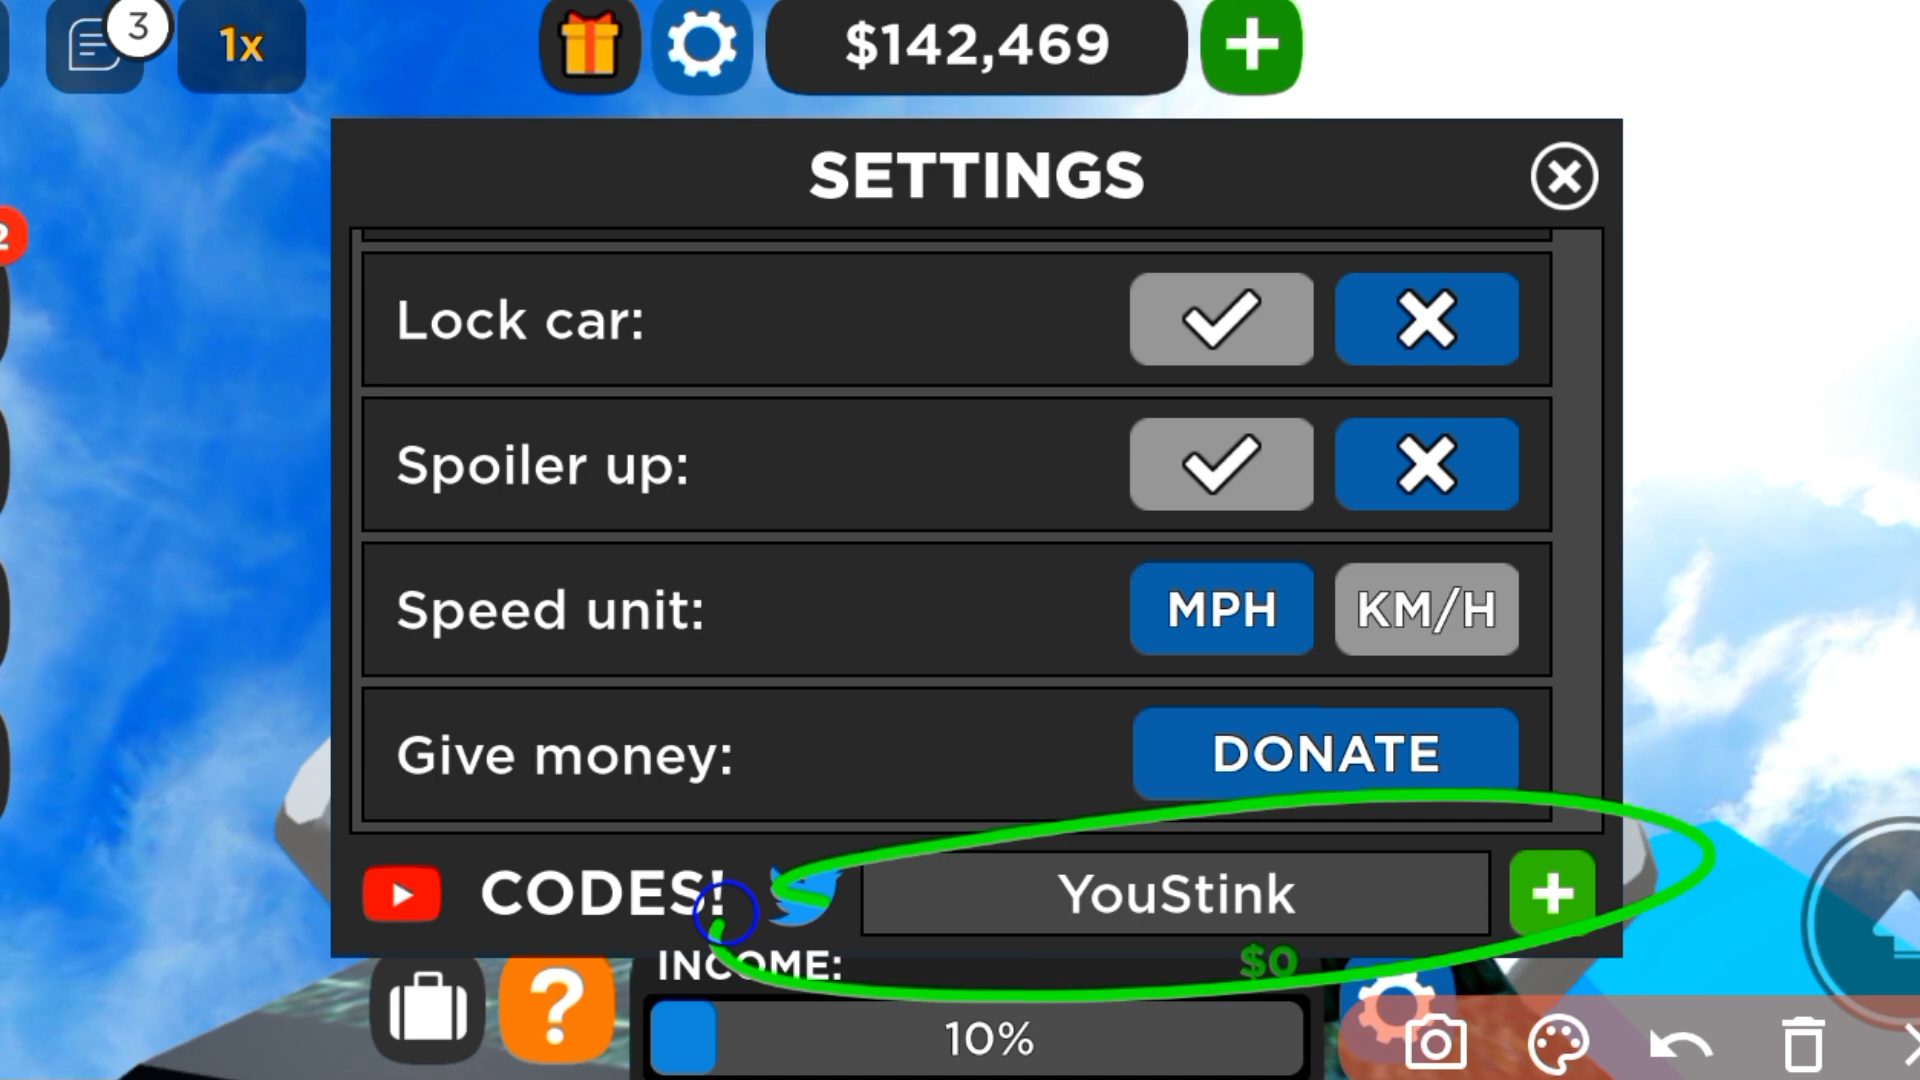 3
1x
$142,469
2
SETTINGS
Lock car:
Spoiler up:
Speed unit:
MPH
KM/H
Give money:
DONATE
CODES!
YouStink
INCOME:
$0
?
10%